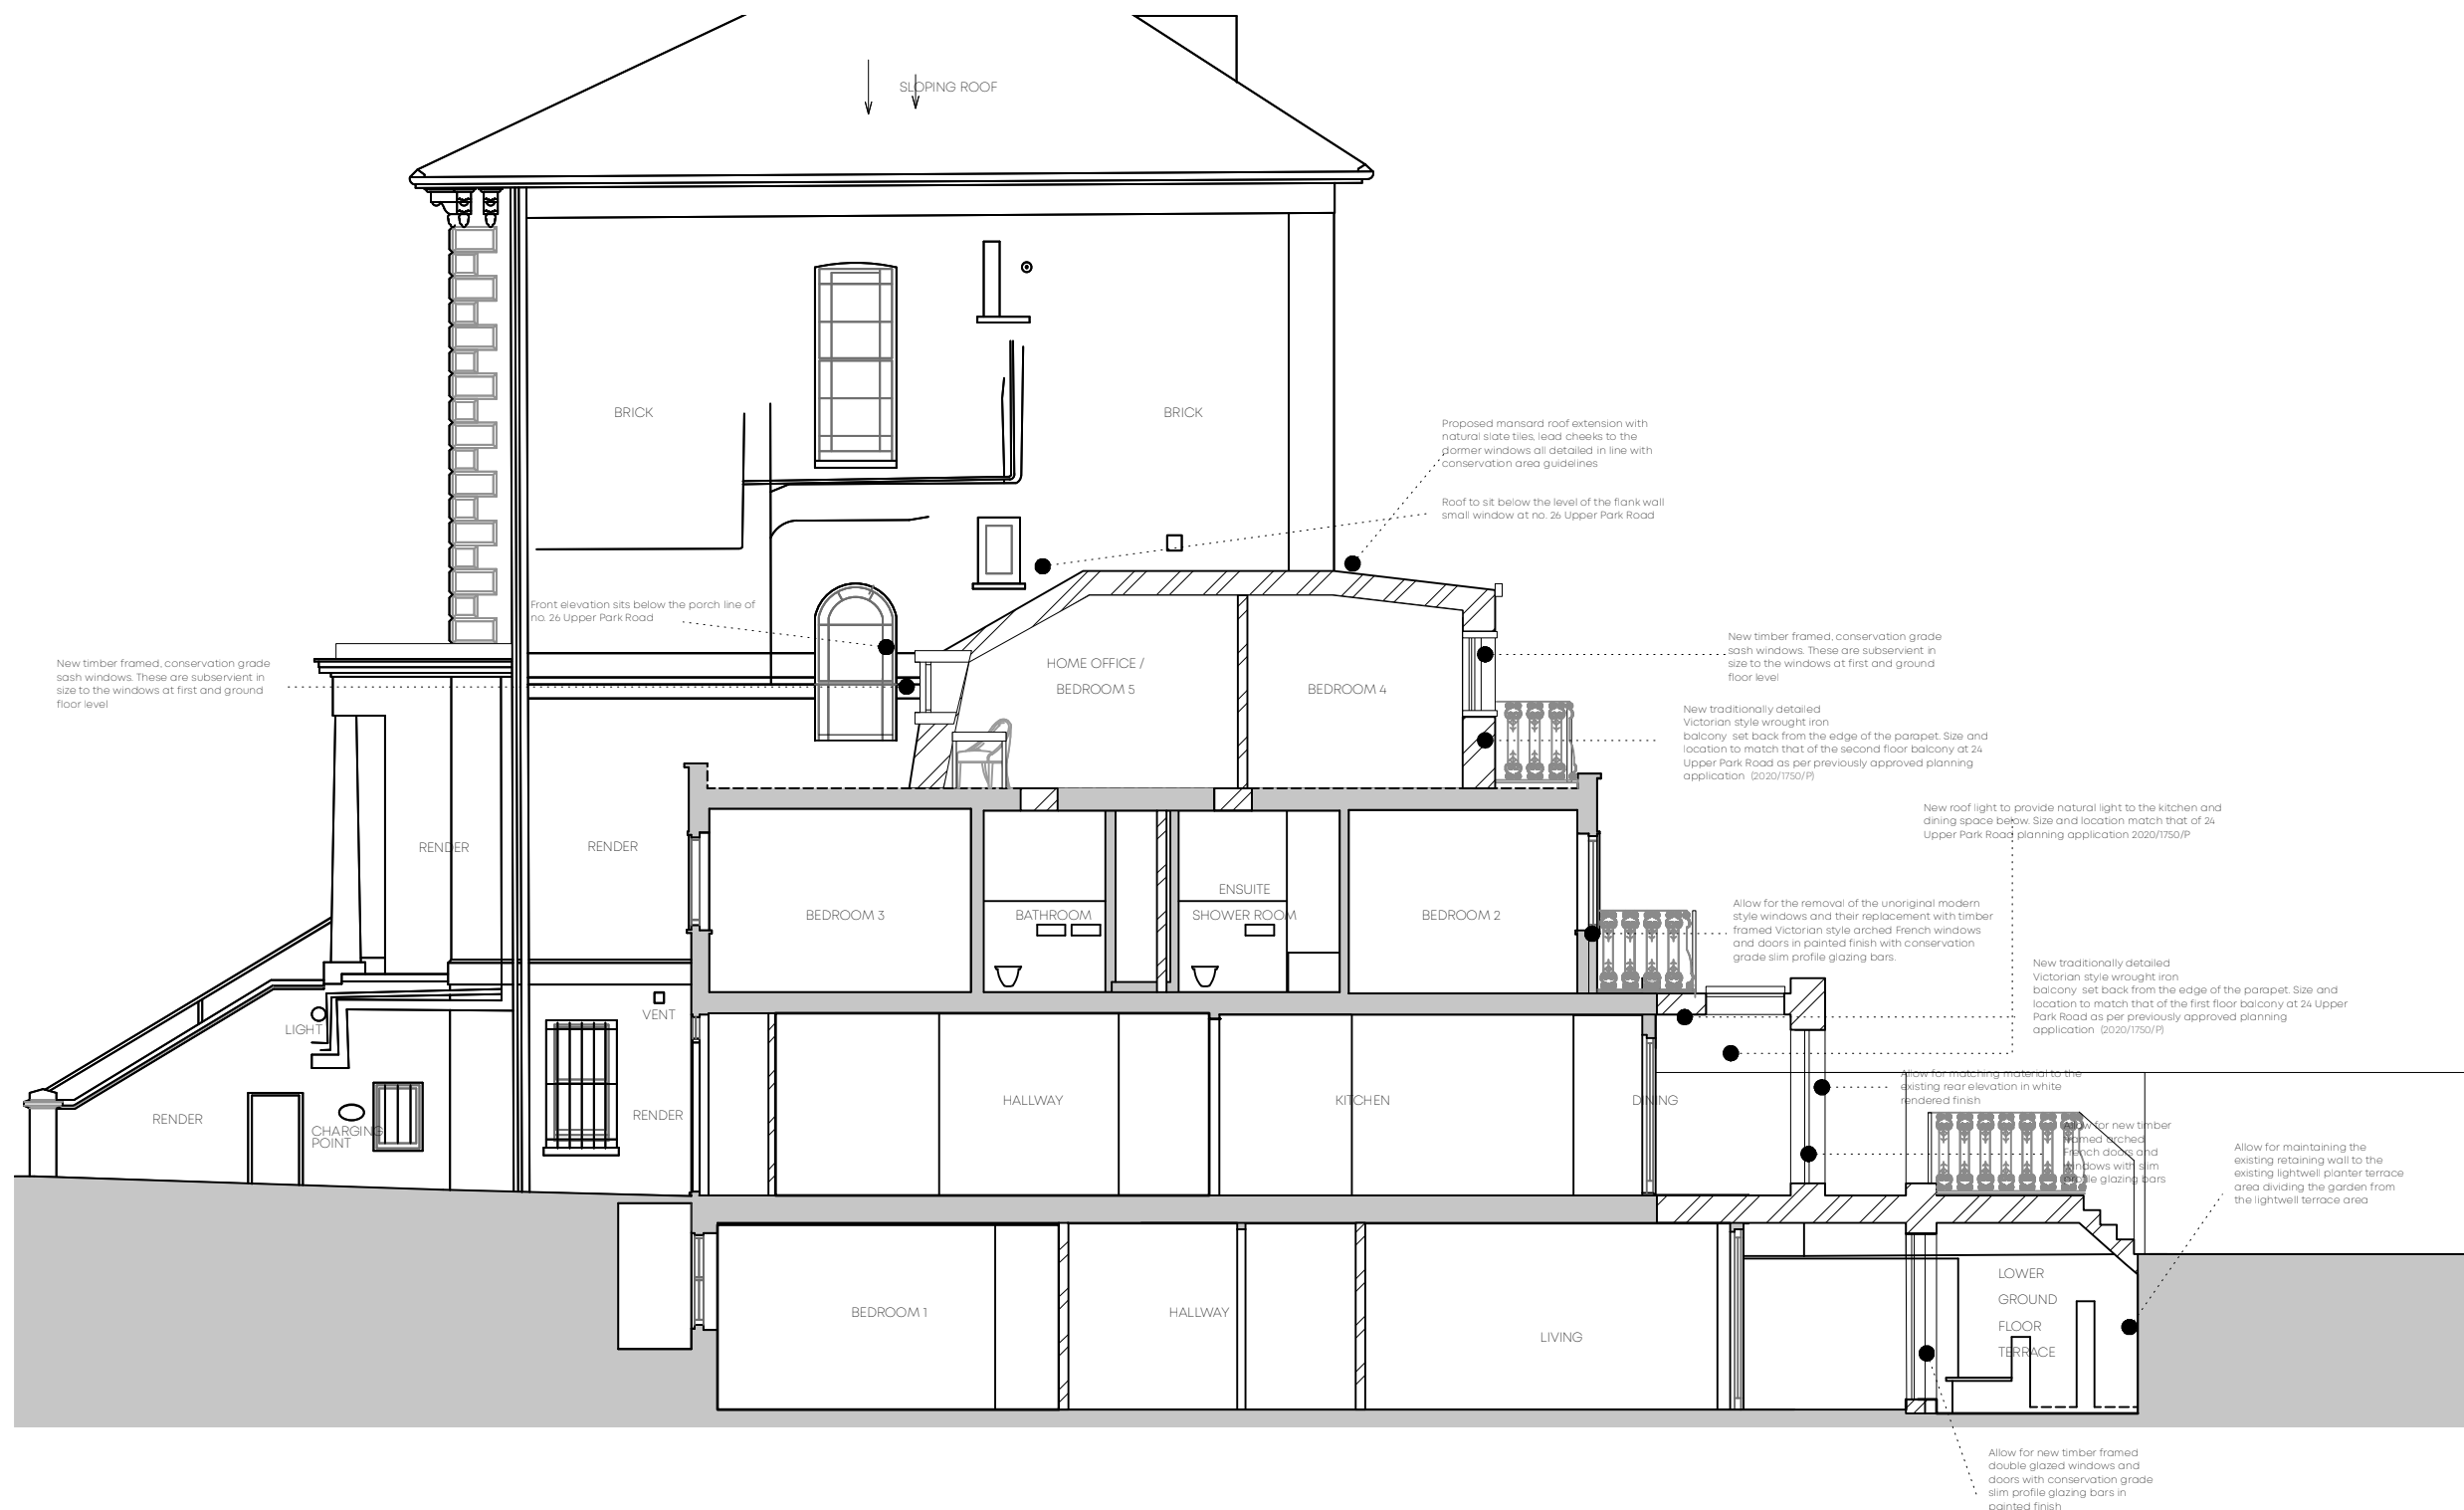 SLOPING ROOF
BRICK
BRICK
Proposed mansard roof extension with
natural slate tiles, lead cheeks to the
dormer windows all detailed in line with
conservation area guidelines
Roof to sit below the level of the flank wall
small window at no. 26 Upper Park Road
Front elevation sits below the porch line of
no. 26 Upper Park Road
New timber framed, conservation grade
sash windows. These are subservient in
size to the windows at first and ground
floor level
HOME OFFICE /
BEDROOM 5
BEDROOM 4
New timber framed, conservation grade
sash windows. These are subservient in
size to the windows at first and ground
floor level
New traditionally detailed
Victorian style wrought iron
balcony set back from the edge of the parapet. Size and
location to match that of the second floor balcony at 24
Upper Park Road as per previously approved planning
application (2020/1750/P)
New roof light to provide natural light to the kitchen and
dining space below. Size and location match that of 24
Upper Park Road planning application 2020/1750/P
RENDER
RENDER
BEDROOM 3
BATHROOM
ENSUITE
SHOWER ROOM
BEDROOM 2
Allow for the removal of the unoriginal modern
style windows and their replacement with timber
framed Victorian style arched French windows
and doors in painted finish with conservation
grade slim profile glazing bars.
New traditionally detailed
Victorian style wrought iron
balcony set back from the edge of the parapet. Size and
location to match that of the first floor balcony at 24 Upper
Park Road as per previously approved planning
application (2020/1750/P)
LIGHT
VENT
RENDER
CHARGING
POINT
RENDER
HALLWAY
KITCHEN
DINING
Allow for matching material to the
existing rear elevation in white
rendered finish
Allow for new timber
framed arched
French doors and
windows with slim
profile glazing bars
Allow for maintaining the
existing retaining wall to the
existing lightwell planter terrace
area dividing the garden from
the lightwell terrace area
BEDROOM 1
HALLWAY
LIVING
LOWER
GROUND
FLOOR
TERRACE
Allow for new timber framed
double glazed windows and
doors with conservation grade
slim profile glazing bars in
painted finish